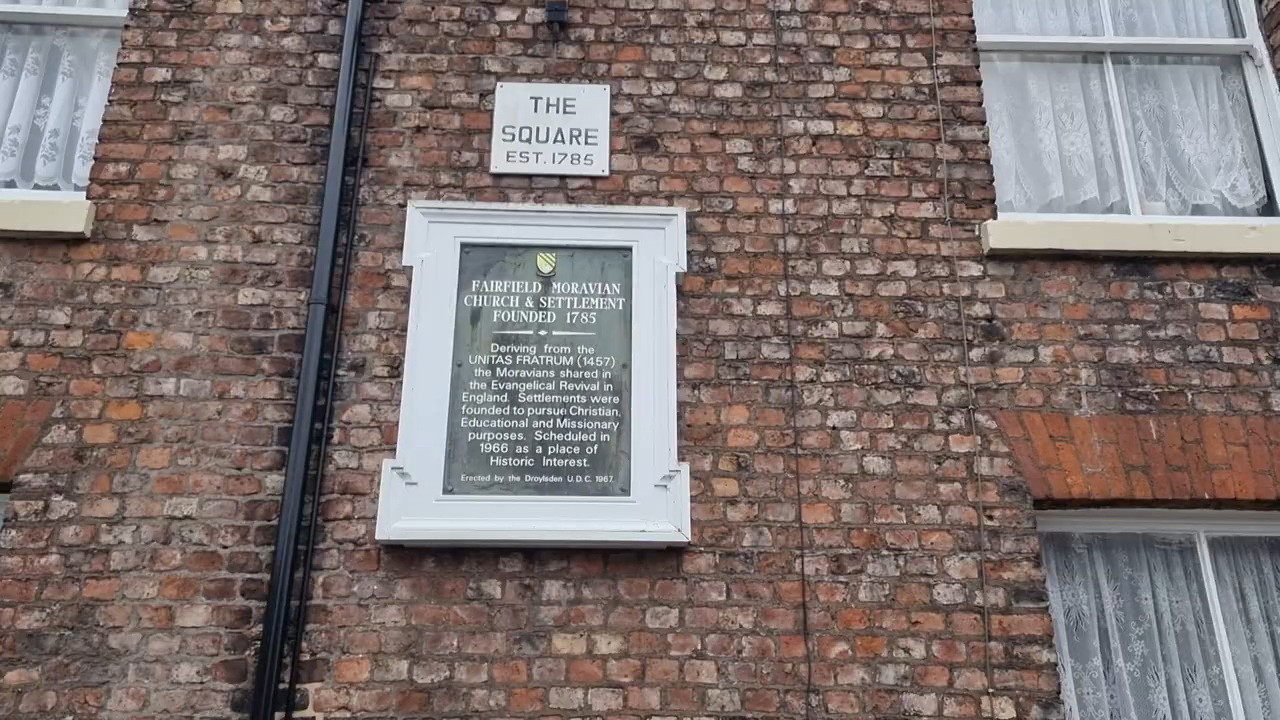 THE
SQUARE
EST. 1785
FAIRFIELD MORAVIAN
CHURCH & SETTLEMENT
FOUNDED 1785
Deriving from the
UNITAS FRATRUM (1457)
the Moravians shared in
the Evangelical Revival in
England. Settlements were
founded to pursue Christian,
Educational and Missionary
purposes. Scheduled in
1966 as a place of
Historic Interest.
Erected by the Droylsden U.D.C. 1967.